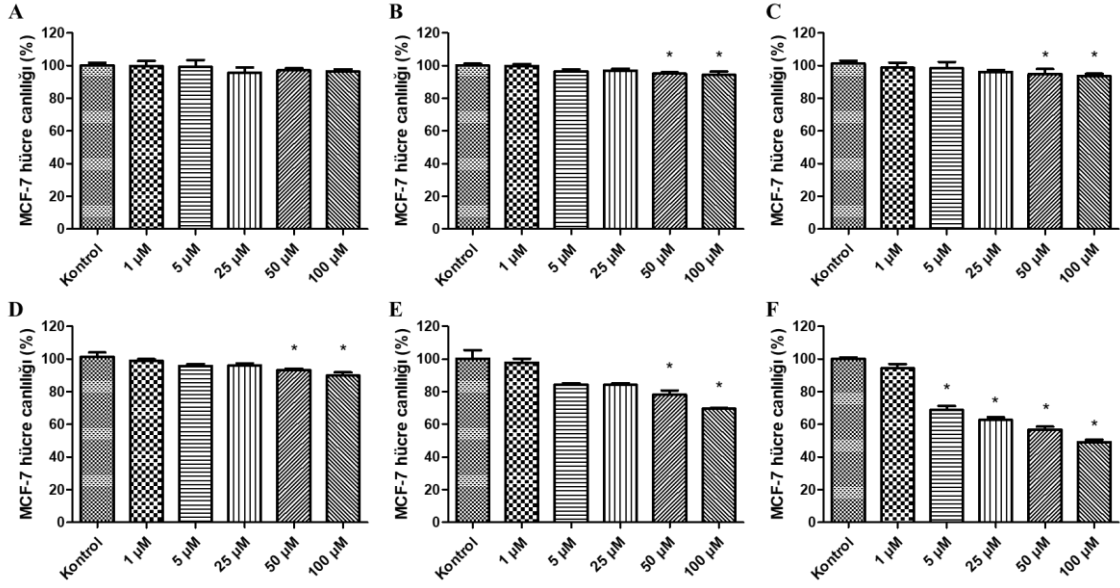 A
MCF-7 hücre canlılığı (%)
120
100
80
60
40
20
0
Kontrol
1 µM
5 µM
25 µM
50 µM
100 µM
B
MCF-7 hücre canlılığı (%)
120
100
80
60
40
20
0
* *
Kontrol
1 µM
5 µM
25 µM
50 µM
100 µM
C
MCF-7 hücre canlılığı (%)
120
100
80
60
40
20
0
* *
Kontrol
1 µM
5 µM
25 µM
50 µM
100 µM
D
MCF-7 hücre canlılığı (%)
120
100
80
60
40
20
0
* *
Kontrol
1 µM
5 µM
25 µM
50 µM
100 µM
E
MCF-7 hücre canlılığı (%)
120
100
80
60
40
20
0
*
*
Kontrol
1 µM
5 µM
25 µM
50 µM
100 µM
F
MCF-7 hücre canlılığı (%)
120
100
80
60
40
20
0
*
*
*
*
Kontrol
1 µM
5 µM
25 µM
50 µM
100 µM